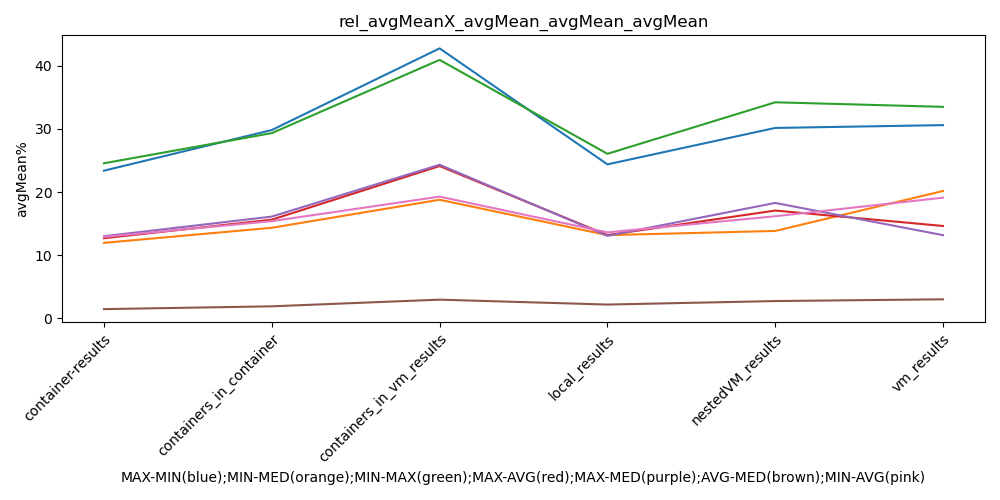 rel_avgMeanX_avgMean_avgMean_avgMean
avgMean%
40
30
20
10
0
container-results
containers_in_container
containers_in_vm_results
local_results
nestedVM_results
vm_results
MAX-MIN(blue);MIN-MED(orange);MIN-MAX(green);MAX-AVG(red);MAX-MED(purple);AVG-MED(brown);MIN-AVG(pink)